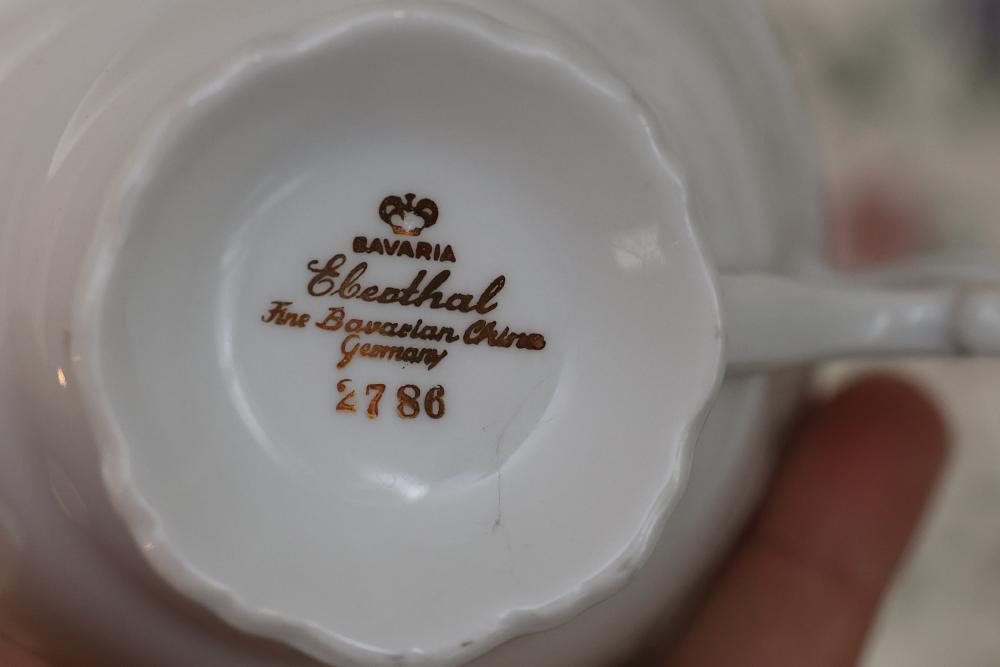 BAVARIA
Eberthal
Fine Bavarian China
Germany
2786